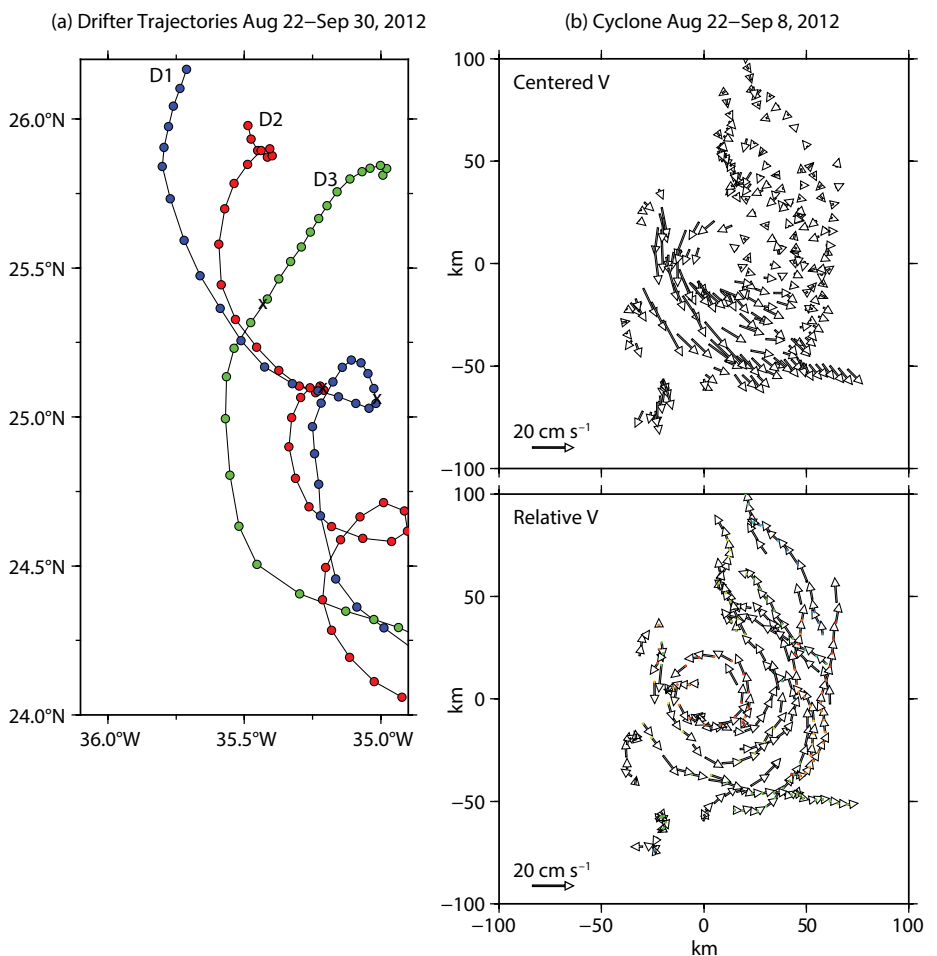 (a) Drifter Trajectories Aug 22–Sep 30, 2012
D1
D2
D3
x
x
x
26.0°N
25.5°N
25.0°N
24.5°N
24.0°N
36.0°W 35.5°W 35.0°W
(b) Cyclone Aug 22–Sep 8, 2012
Centered V
100
50
0
−50
−100
km
20 cm s⁻¹
Relative V
100
50
0
−50
−100
km
20 cm s⁻¹
−100 −50 0 50 100
km